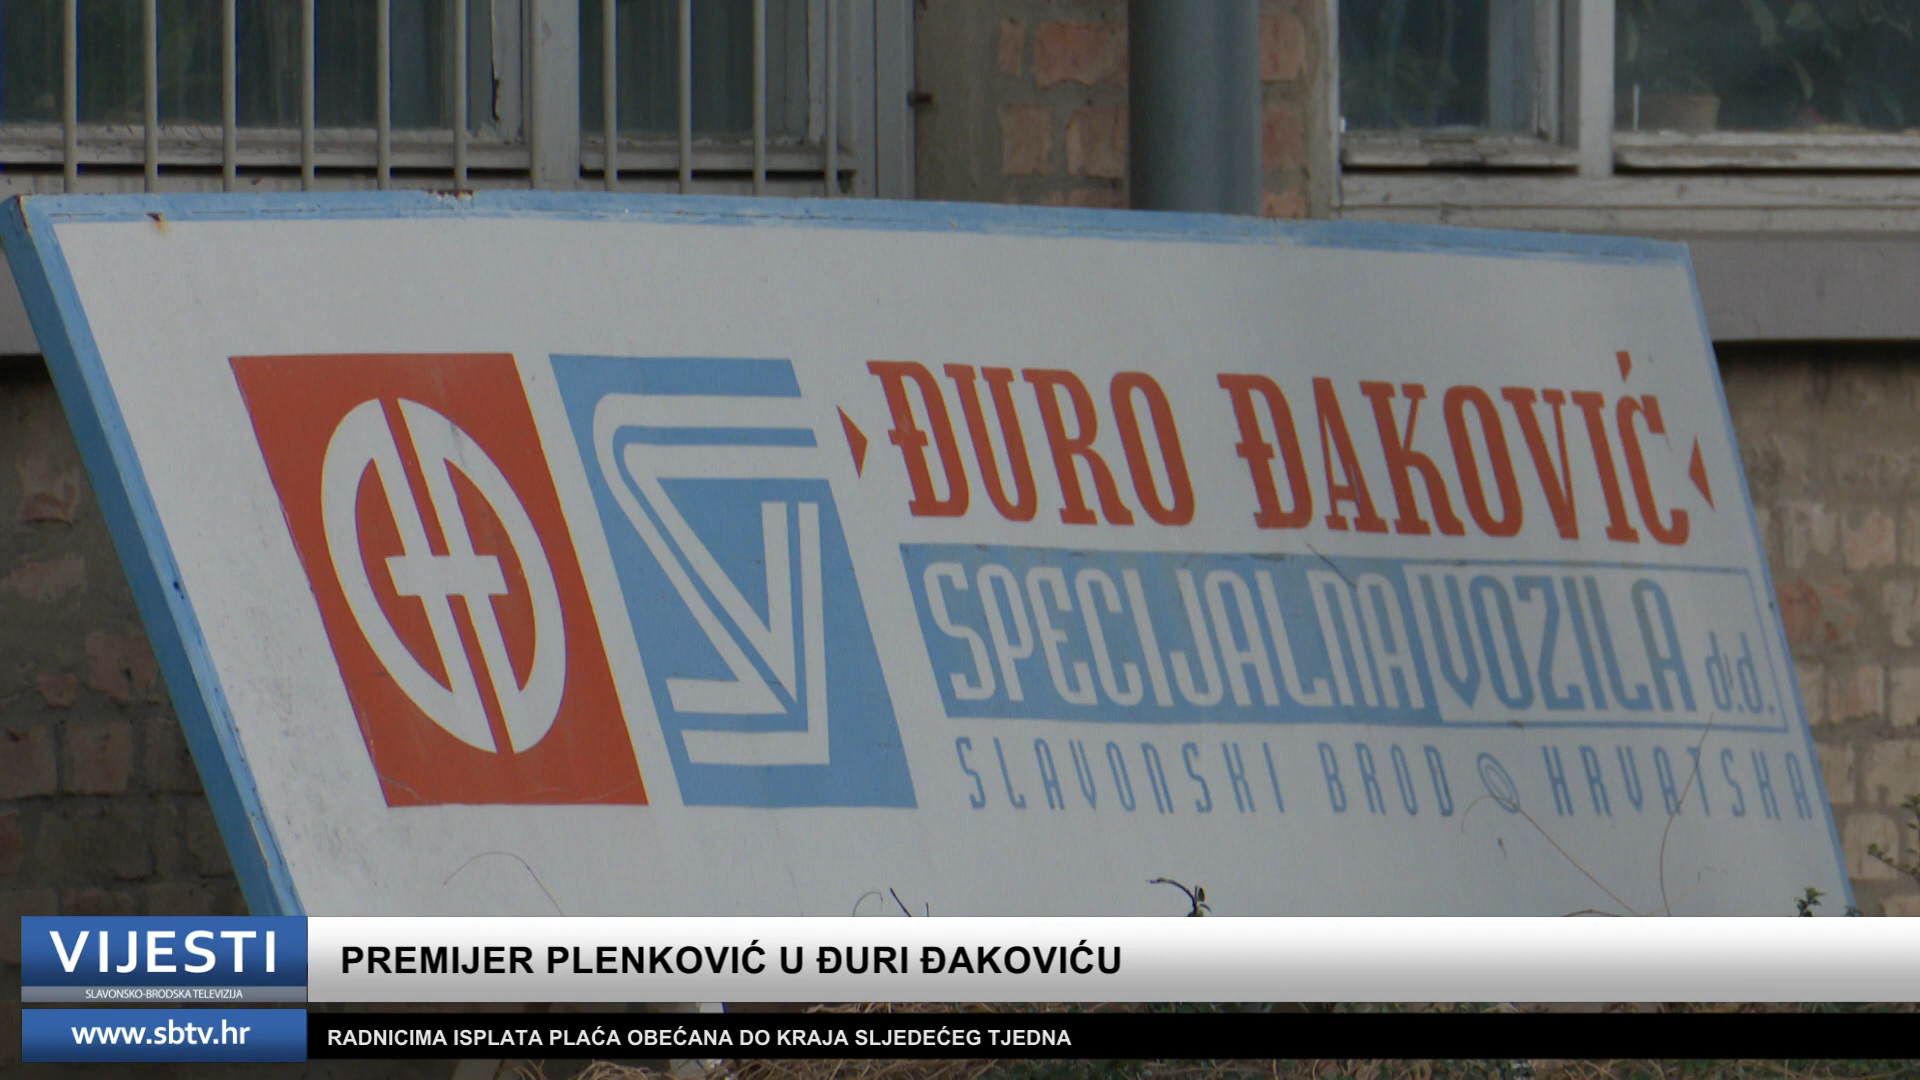 ĐURO ĐAKOVIĆ
SPECIJALNA VOZILA d.d.
SLAVONSKI BROD HRVATSKA
VIJESTI
SLAVONSKO-BRODSKA TELEVIZIJA
PREMIJER PLENKOVIĆ U ĐURI ĐAKOVIĆU
www.sbtv.hr
RADNICIMA ISPLATA PLAĆA OBEĆANA DO KRAJA SLJEDEĆEG TJEDNA